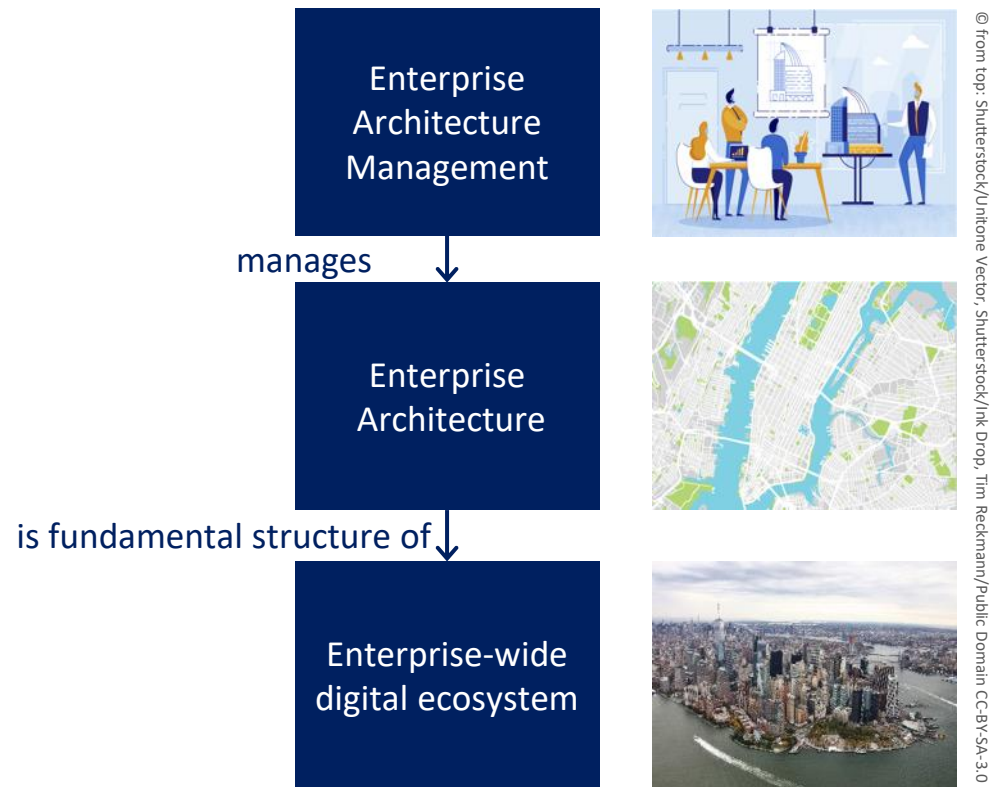 Enterprise
Architecture
Management
manages
Enterprise
Architecture
is fundamental structure of
Enterprise-wide
digital ecosystem
© from top: Shutterstock/Unitone Vector, Shutterstock/Ink Drop, Tim Reckmann/Public Domain CC-BY-SA-3.0